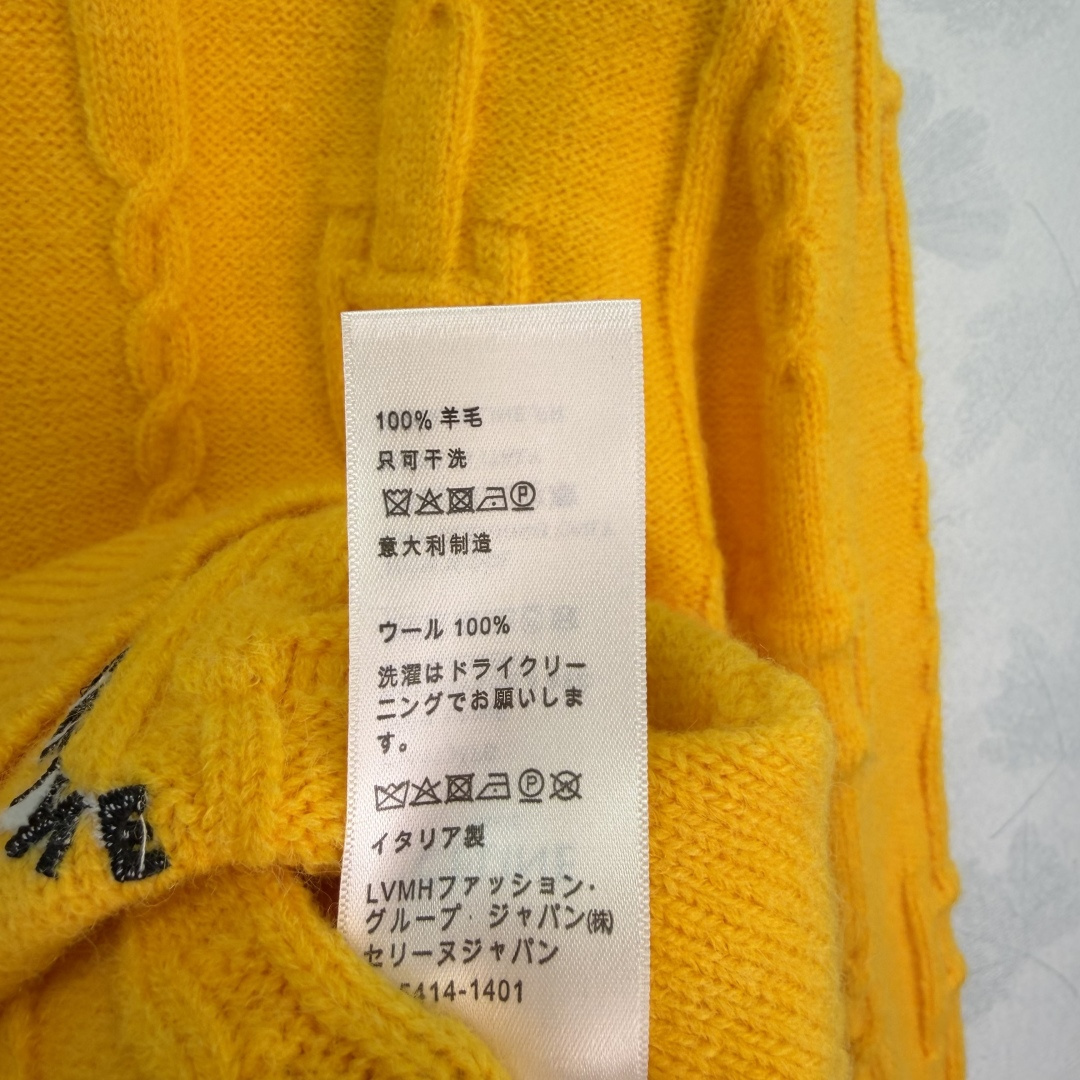 100% 羊毛
只可干洗
P
意大利制造
ウール 100%
洗濯はドライクリー
ニングでお願いしま
す。
P
イタリア製
LVMHファッション·
グループ · ジャパン㈱
セリーヌジャパン
5414-1401